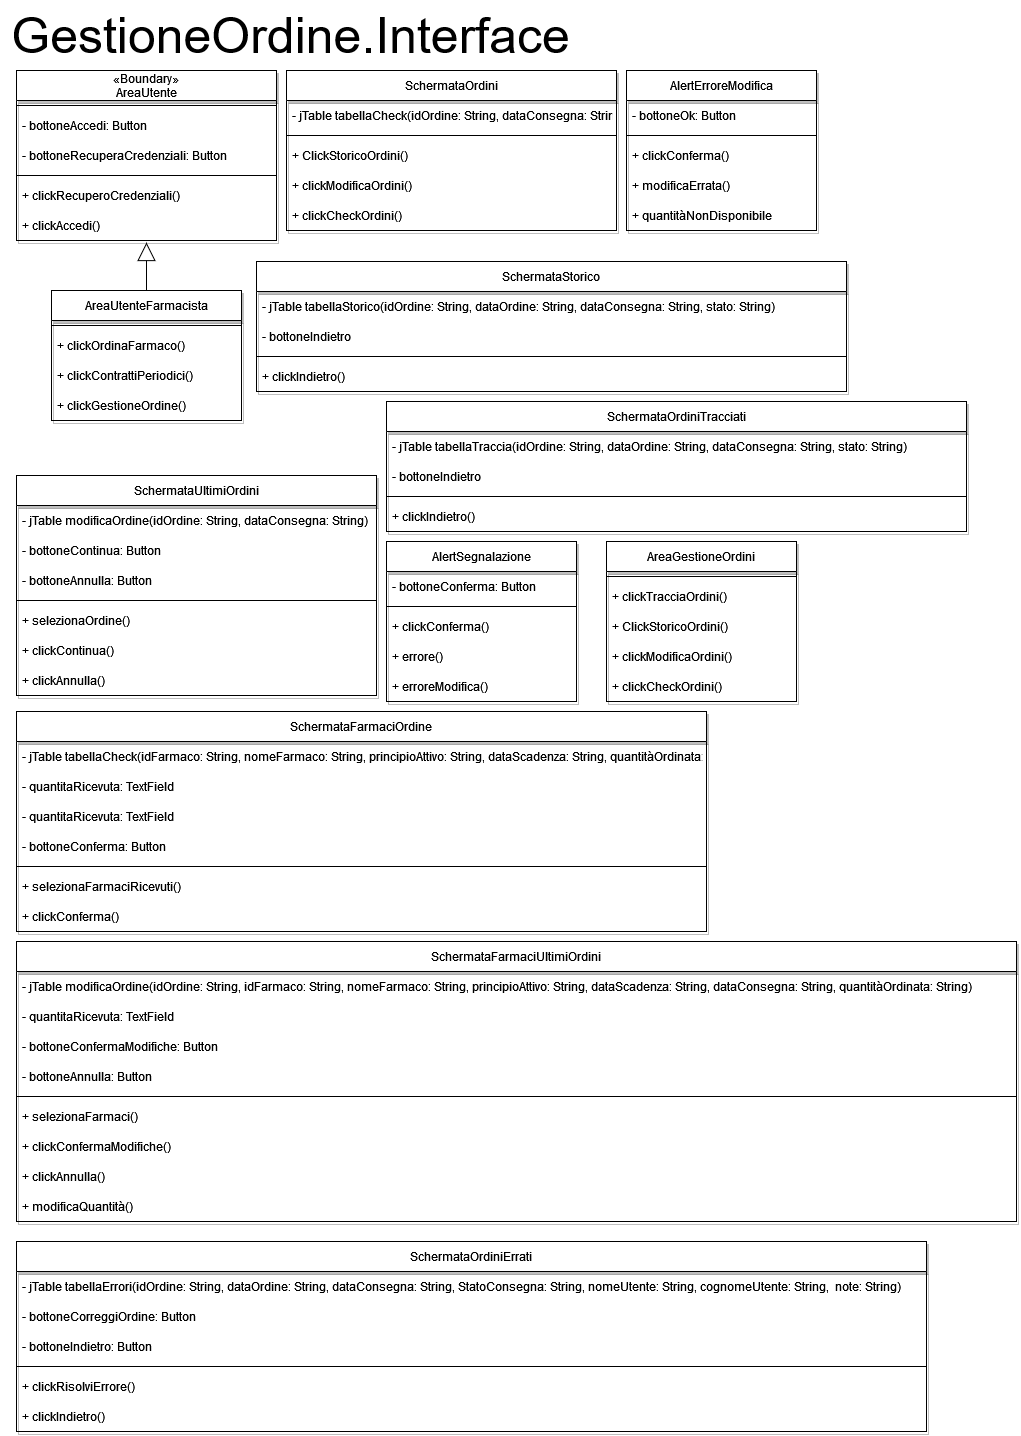 GestioneOrdine.Interface
«Boundary»
AreaUtente
- bottoneAccedi: Button
- bottoneRecuperaCredenziali: Button
+ clickRecuperoCredenziali()
+ clickAccedi()
SchermataOrdini
- jTable tabellaCheck(idOrdine: String, dataConsegna: Strin
+ ClickStoricoOrdini()
+ clickModificaOrdini()
+ clickCheckOrdini()
AlertErroreModifica
- bottoneOk: Button
+ clickConferma()
+ modificaErrata()
+ quantitàNonDisponibile
AreaUtenteFarmacista
+ clickOrdinaFarmaco()
+ clickContrattiPeriodici()
+ clickGestioneOrdine()
SchermataStorico
- jTable tabellaStorico(idOrdine: String, dataOrdine: String, dataConsegna: String, stato: String)
- bottoneIndietro
+ clickIndietro()
SchermataOrdiniTracciati
- jTable tabellaTraccia(idOrdine: String, dataOrdine: String, dataConsegna: String, stato: String)
- bottoneIndietro
+ clickIndietro()
SchermataUltimiOrdini
- jTable modificaOrdine(idOrdine: String, dataConsegna: String)
- bottoneContinua: Button
- bottoneAnnulla: Button
+ selezionaOrdine()
+ clickContinua()
+ clickAnnulla()
AlertSegnalazione
- bottoneConferma: Button
+ clickConferma()
+ errore()
+ erroreModifica()
AreaGestioneOrdini
+ clickTracciaOrdini()
+ ClickStoricoOrdini()
+ clickModificaOrdini()
+ clickCheckOrdini()
SchermataFarmaciOrdine
- jTable tabellaCheck(idFarmaco: String, nomeFarmaco: String, principioAttivo: String, dataScadenza: String, quantitàOrdinata:
- quantitaRicevuta: TextField
- quantitaRicevuta: TextField
- bottoneConferma: Button
+ selezionaFarmaciRicevuti()
+ clickConferma()
SchermataFarmaciUltimiOrdini
- jTable modificaOrdine(idOrdine: String, idFarmaco: String, nomeFarmaco: String, principioAttivo: String, dataScadenza: String, dataConsegna: String, quantitàOrdinata: String)
- quantitaRicevuta: TextField
- bottoneConfermaModifiche: Button
- bottoneAnnulla: Button
+ selezionaFarmaci()
+ clickConfermaModifiche()
+ clickAnnulla()
+ modificaQuantità()
SchermataOrdiniErrati
- jTable tabellaErrori(idOrdine: String, dataOrdine: String, dataConsegna: String, StatoConsegna: String, nomeUtente: String, cognomeUtente: String, note: String)
- bottoneCorreggiOrdine: Button
- bottoneIndietro: Button
+ clickRisolviErrore()
+ clickIndietro()